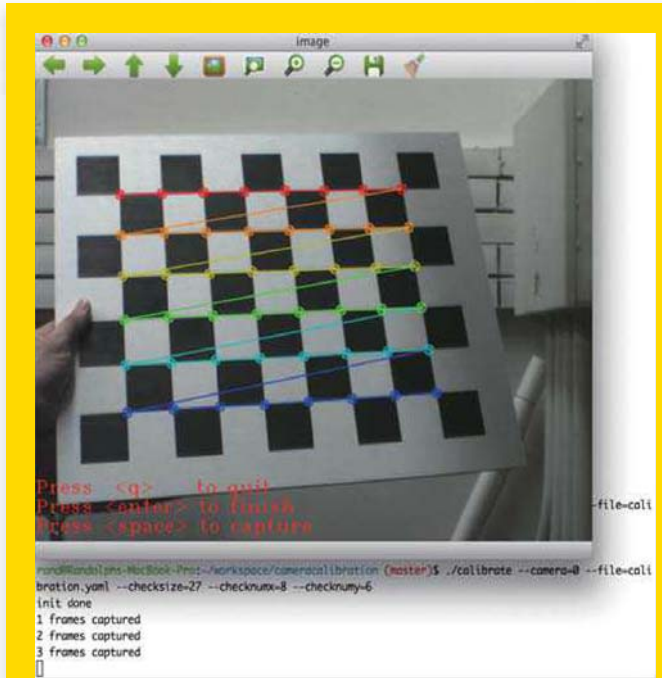 image
Press <q> to quit
Press <enter> to finish
Press <space> to capture
--file=cali
rand@Randolphs-MacBook-Pro:~/workspace/cameracalibration (master)$ ./calibrate --camera=0 --file=cali
bration.yaml --checksize=27 --checknumx=8 --checknumy=6
init done
1 frames captured
2 frames captured
3 frames captured